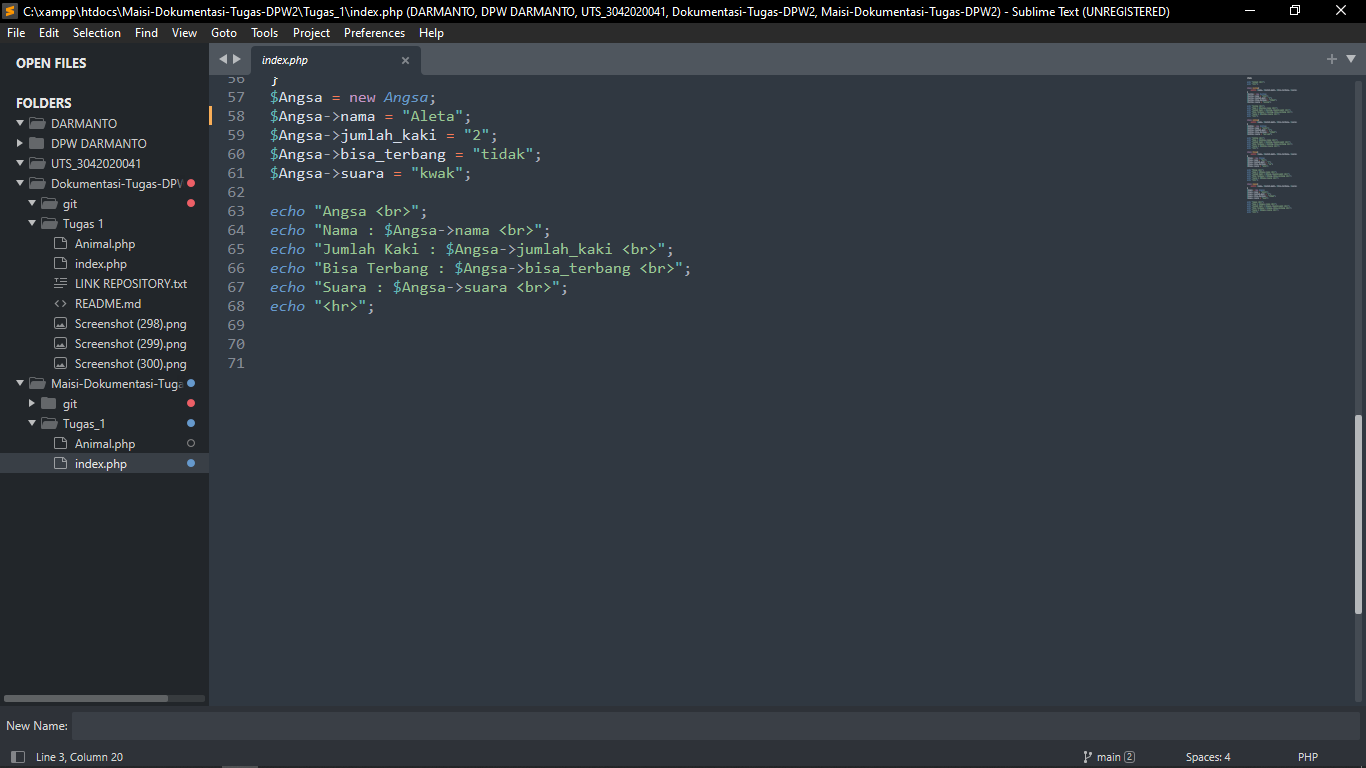 C:\xampp\htdocs\Maisi-Dokumentasi-Tugas-DPW2\Tugas_1\index.php (DARMANTO, DPW DARMANTO, UTS_3042020041, Dokumentasi-Tugas-DPW2, Maisi-Dokumentasi-Tugas-DPW2) - Sublime Text (UNREGISTERED)
File Edit Selection Find View Goto Tools Project Preferences Help
OPEN FILES
FOLDERS
DARMANTO
DPW DARMANTO
UTS_3042020041
Dokumentasi-Tugas-DPW
git
Tugas 1
Animal.php
index.php
LINK REPOSITORY.txt
README.md
Screenshot (298).png
Screenshot (299).png
Screenshot (300).png
Maisi-Dokumentasi-Tuga
git
Tugas_1
Animal.php
index.php
index.php
56 }
57 $Angsa = new Angsa;
58 $Angsa->nama = "Aleta";
59 $Angsa->jumlah_kaki = "2";
60 $Angsa->bisa_terbang = "tidak";
61 $Angsa->suara = "kwak";
62
63 echo "Angsa <br>";
64 echo "Nama : $Angsa->nama <br>";
65 echo "Jumlah Kaki : $Angsa->jumlah_kaki <br>";
66 echo "Bisa Terbang : $Angsa->bisa_terbang <br>";
67 echo "Suara : $Angsa->suara <br>";
68 echo "<hr>";
69
70
71
New Name:
Line 3, Column 20
main 2
Spaces: 4
PHP